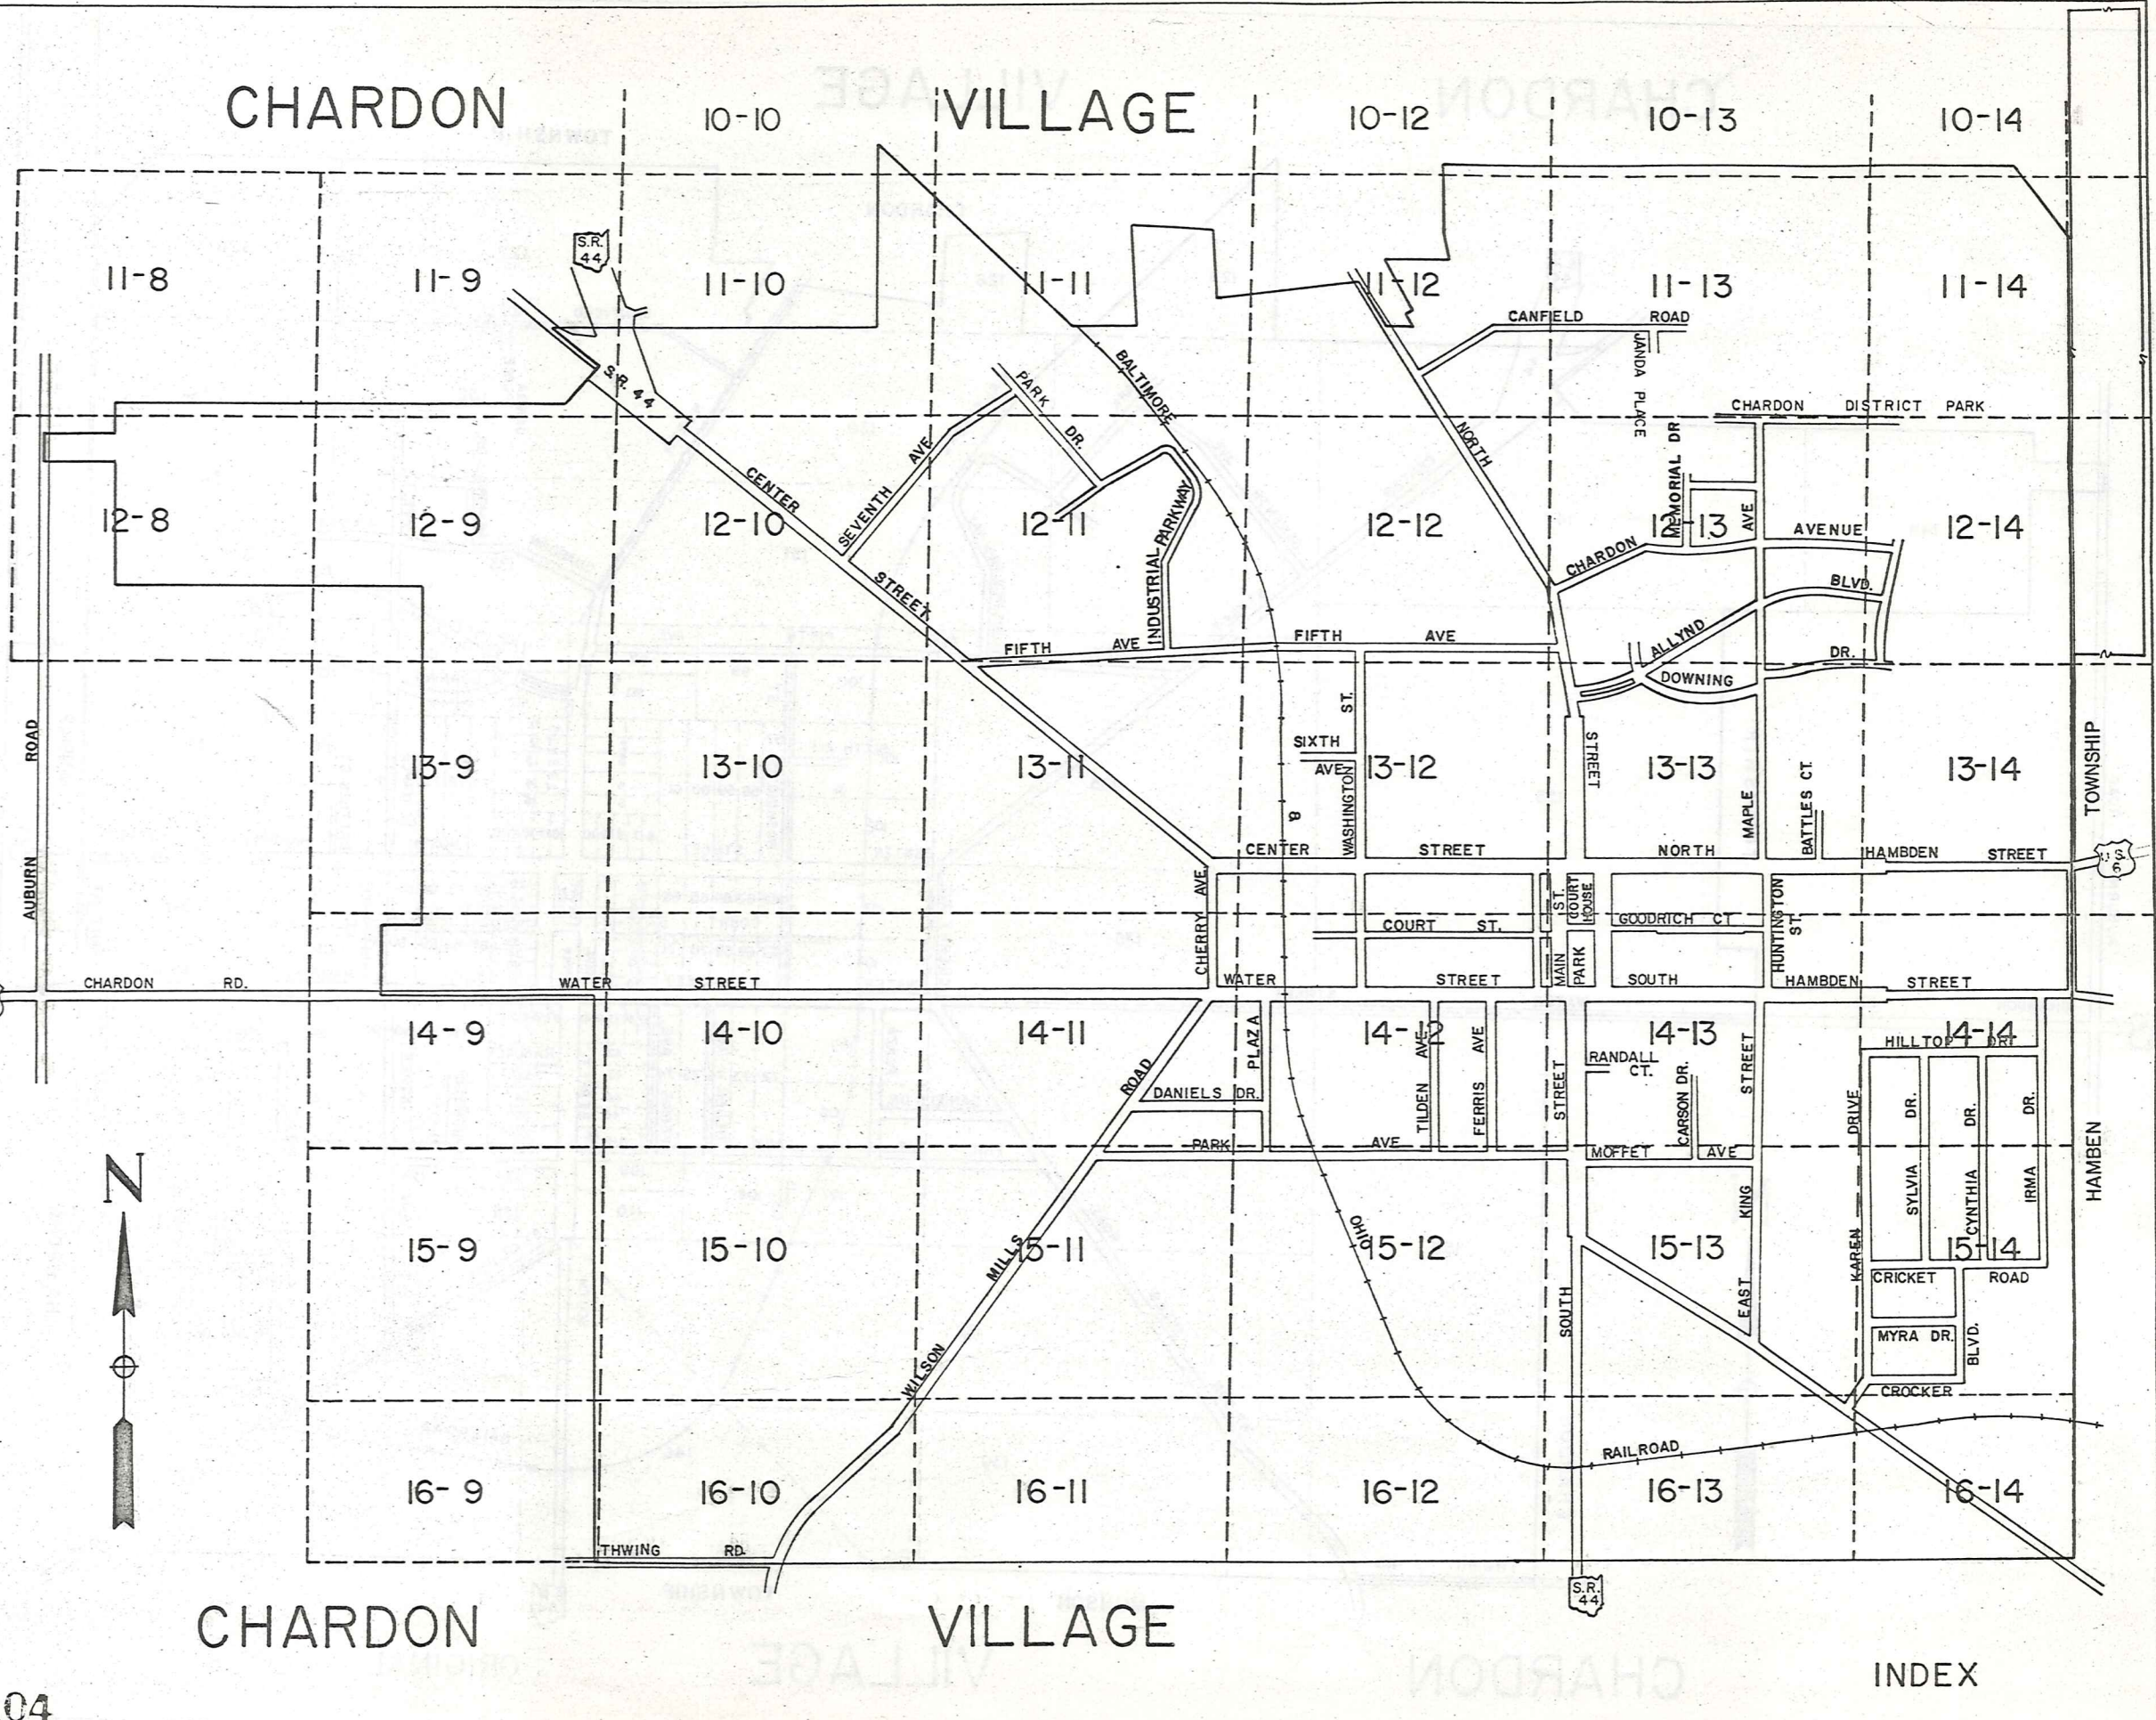 CHARDON VILLAGE
10-10 10-12 10-13 10-14
11-8 11-9 11-10 11-11 11-12 11-13 11-14
S.R. 44
S.R. 44
CANFIELD ROAD
JANDA PLACE
BALTIMORE
PARK DR.
CHARDON DISTRICT PARK
NORTH
MEMORIAL DR
SEVENTH AVE
CENTER
STREET
12-8 12-9 12-10 12-11 12-12 12-13 12-14
INDUSTRIAL PARKWAY
AVE
CHARDON AVENUE
BLVD.
ALLYND
FIFTH AVE FIFTH AVE
DR.
DOWNING
ST.
SIXTH
AVE
WASHINGTON
STREET
13-9 13-10 13-11 13-12 13-13 13-14
TOWNSHIP
ROAD
AUBURN
&
MAPLE
BATTLES CT.
CENTER STREET NORTH HAMBDEN STREET
U.S. 6
CHERRY AVE
ST.
COURT
HOUSE
COURT ST.
GOODRICH CT
HUNTINGTON
ST.
MAIN
PARK
CHARDON RD. WATER STREET WATER STREET SOUTH HAMBDEN STREET
14-9 14-10 14-11 14-12 14-13 14-14
PLAZA
TILDEN AVE
FERRIS AVE
STREET
RANDALL
CT.
CARSON DR.
STREET
HILLTOP DR.
ROAD
DANIELS DR.
DRIVE
SYLVIA DR.
CYNTHIA DR.
IRMA DR.
HAMBEN
PARK AVE MOFFET AVE
N
KING
15-9 15-10 15-11 15-12 15-13 15-14
MILLS
OHIO
KAREN
CRICKET ROAD
SOUTH
EAST
MYRA DR.
BLVD.
WILSON
CROCKER
RAILROAD
16-9 16-10 16-11 16-12 16-13 16-14
THWING RD.
S.R. 44
CHARDON VILLAGE
INDEX
04